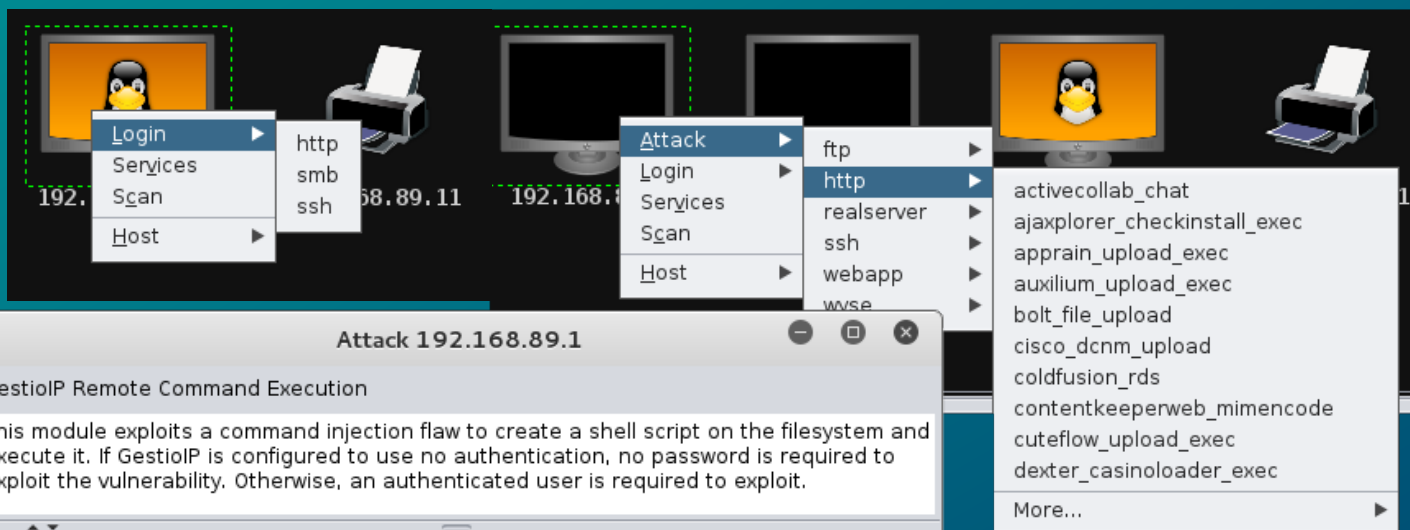 Login
Services
Scan
Host
http
smb
ssh
192.
68.89.11
192.168.
Attack
Login
Services
Scan
Host
ftp
http
realserver
ssh
webapp
wyse
activecollab_chat
ajaxplorer_checkinstall_exec
apprain_upload_exec
auxilium_upload_exec
bolt_file_upload
cisco_dcnm_upload
coldfusion_rds
contentkeeperweb_mimencode
cuteflow_upload_exec
dexter_casinoloader_exec
More...
Attack 192.168.89.1
estioIP Remote Command Execution
his module exploits a command injection flaw to create a shell script on the filesystem and
xecute it. If GestioIP is configured to use no authentication, no password is required to
xploit the vulnerability. Otherwise, an authenticated user is required to exploit.